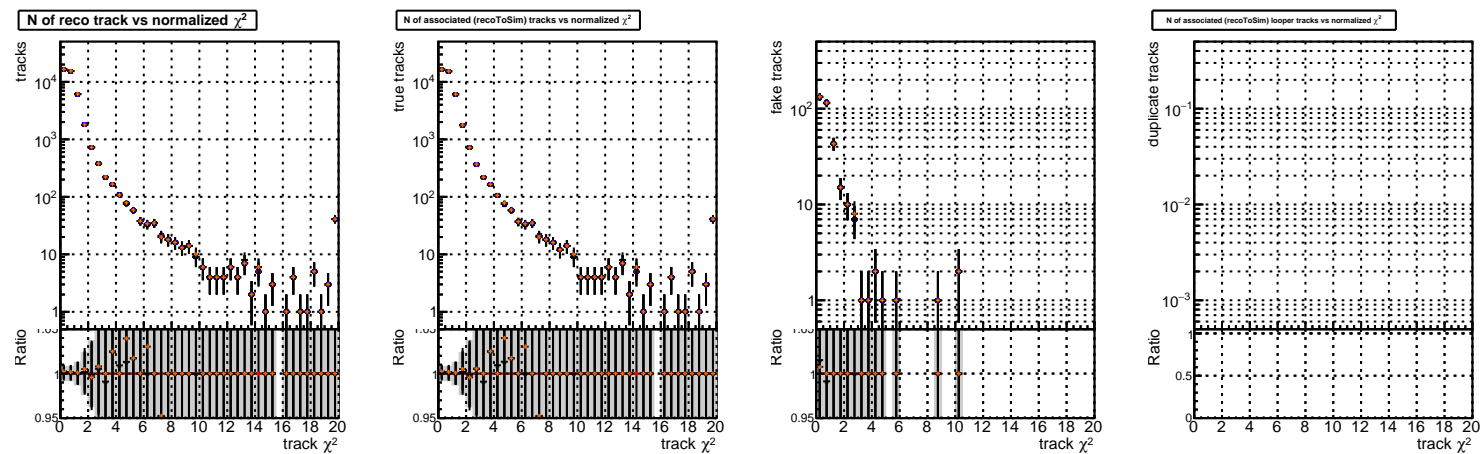 N of reco track vs normalized χ²
tracks
10⁴
10³
10²
10
1
Ratio
1.05
1
0.95
0 2 4 6 8 10 12 14 16 18 20
track χ²
N of associated (recoToSim) tracks vs normalized χ²
true tracks
10⁴
10³
10²
10
1
Ratio
1.05
1
0.95
0 2 4 6 8 10 12 14 16 18 20
track χ²
fake tracks
10²
10
1
Ratio
1.05
1
0.95
0 2 4 6 8 10 12 14 16 18 20
track χ²
N of associated (recoToSim) looper tracks vs normalized χ²
duplicate tracks
10⁻¹
10⁻²
10⁻³
Ratio
1
0.5
0
0 2 4 6 8 10 12 14 16 18 20
track χ²